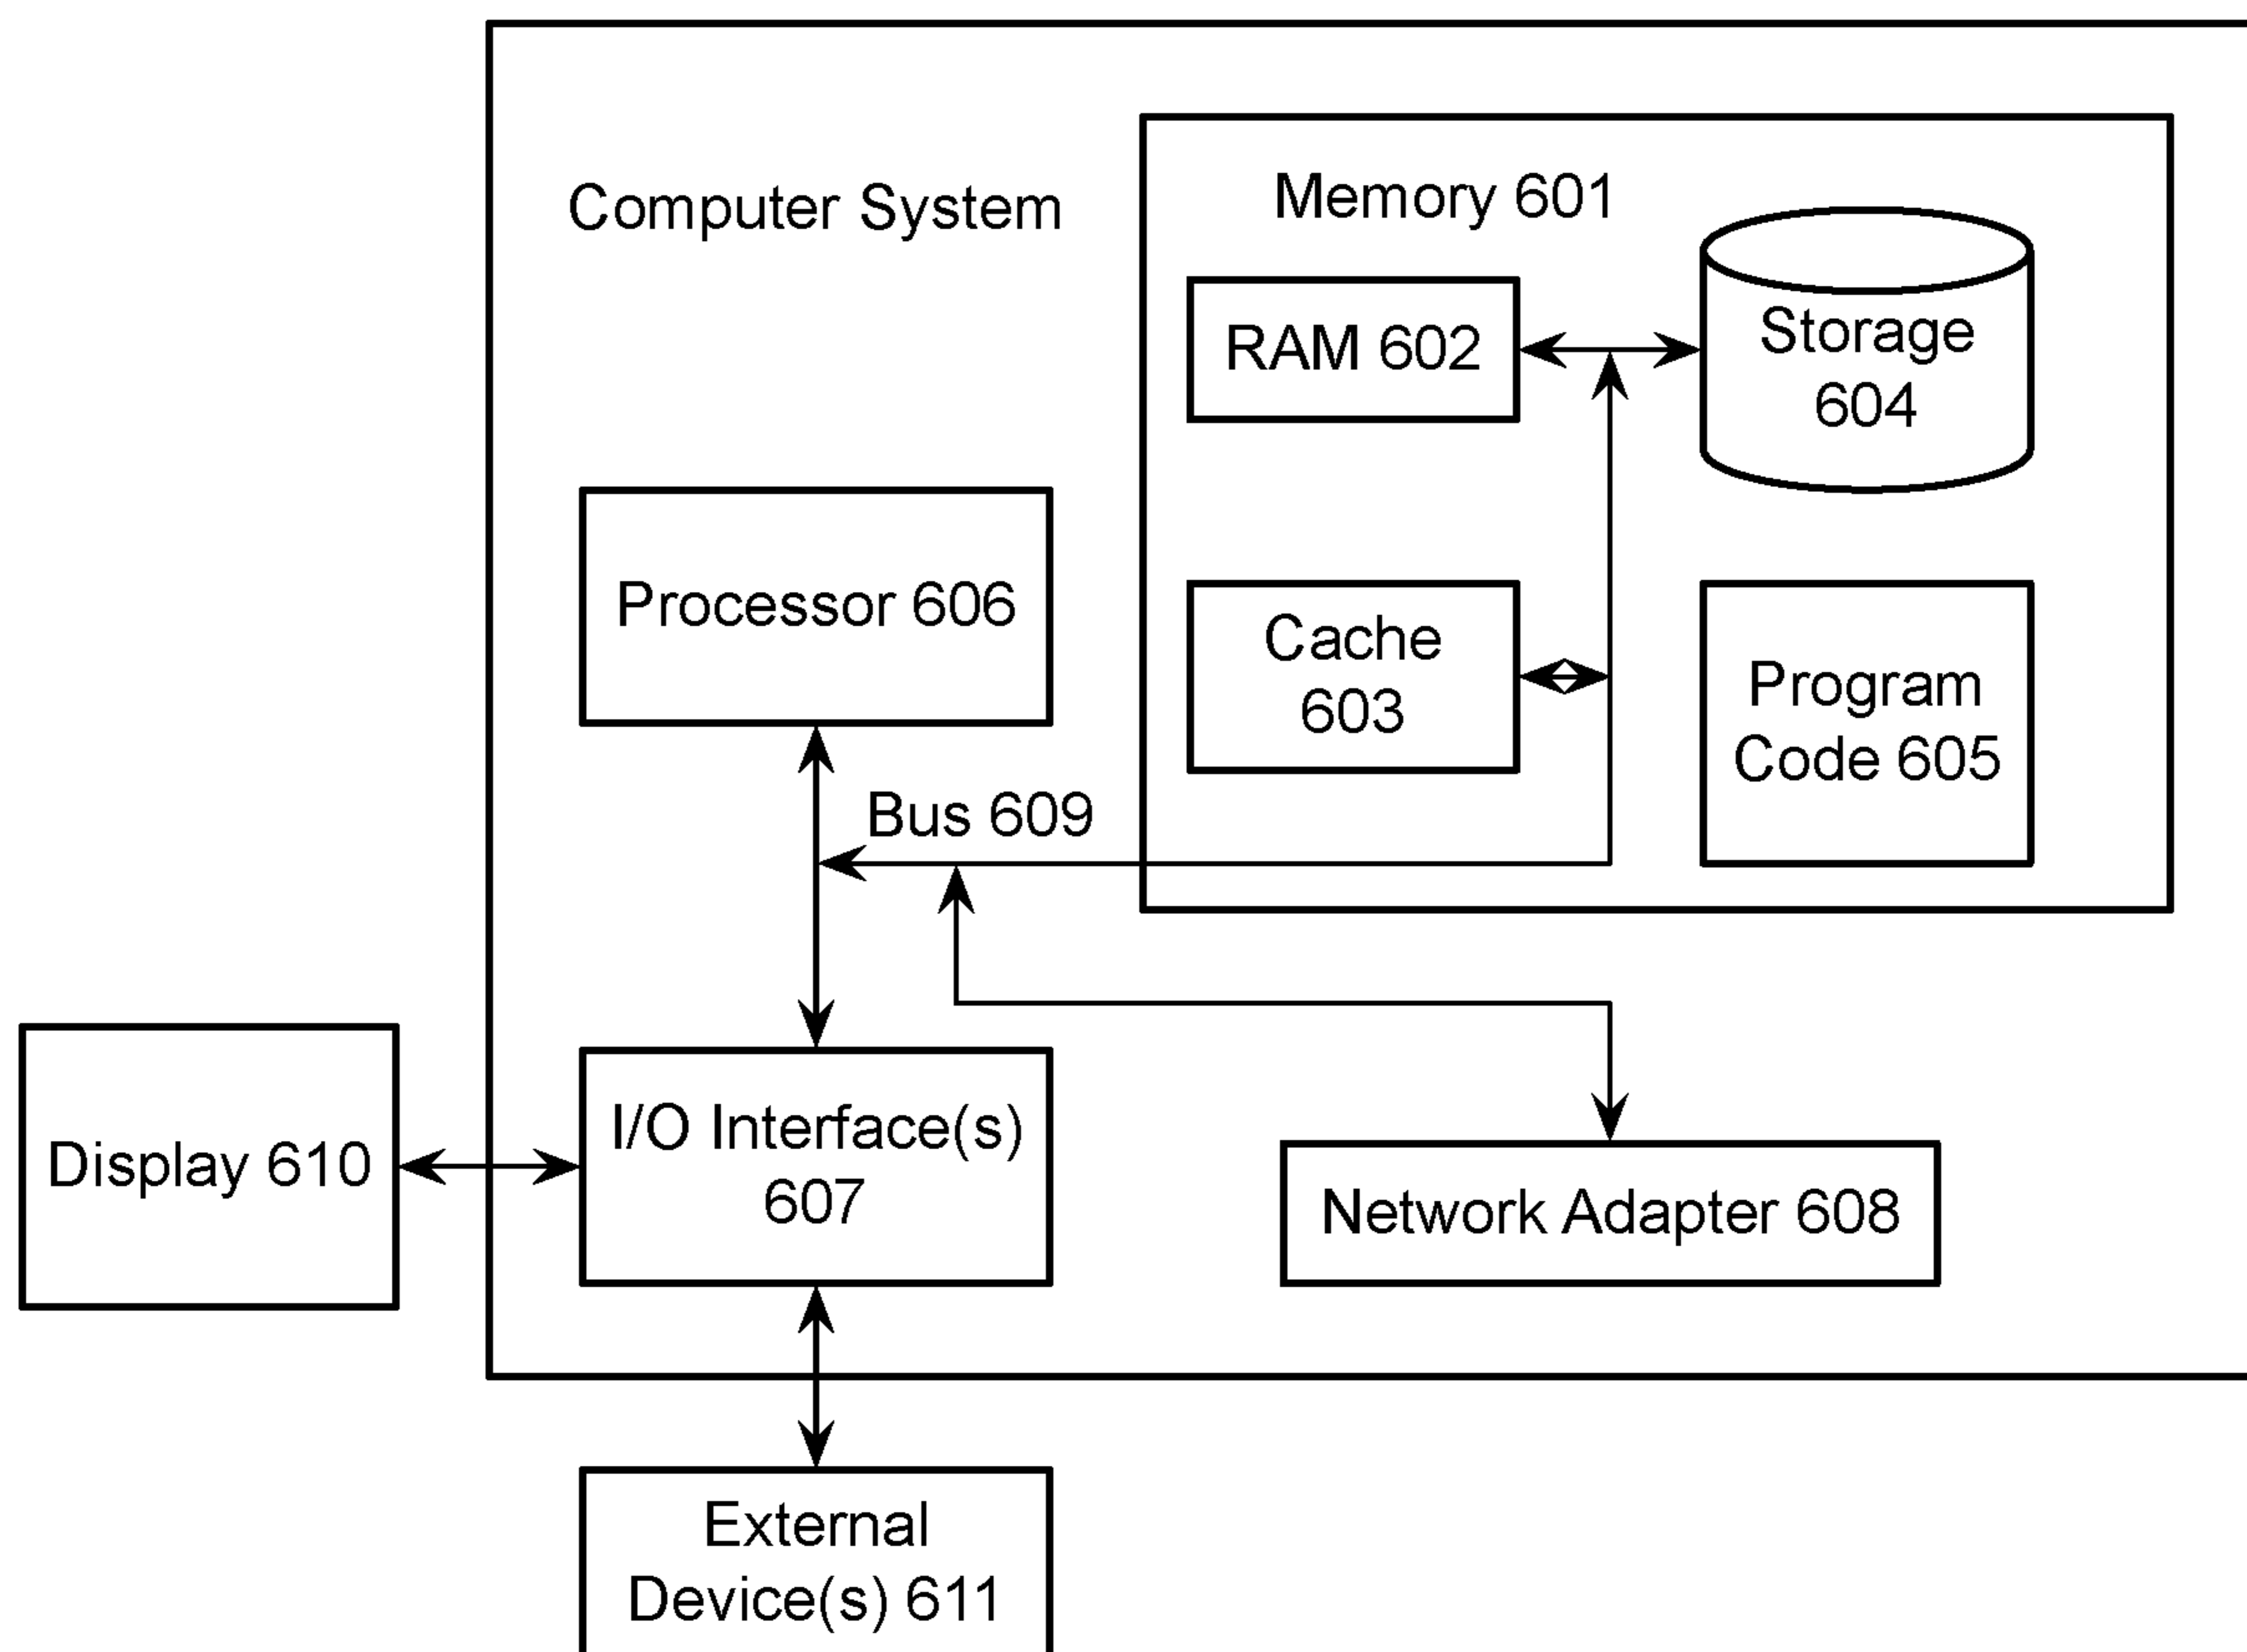 Computer System
Memory 601
RAM 602
Storage
604
Processor 606
Cache
603
Program
Code 605
Bus 609
Display 610
I/O Interface(s)
607
Network Adapter 608
External
Device(s) 611